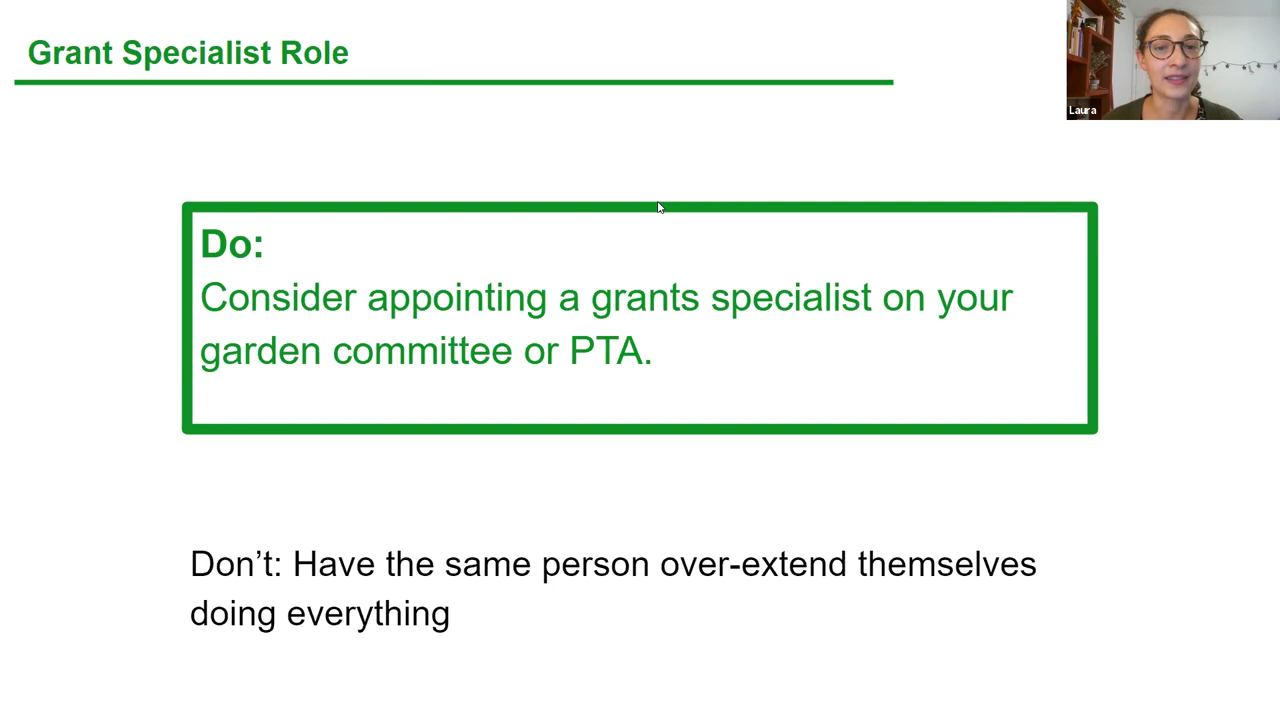 Grant Specialist Role
Laura
Do:
Consider appointing a grants specialist on your
garden committee or PTA.
Don’t: Have the same person over-extend themselves
doing everything